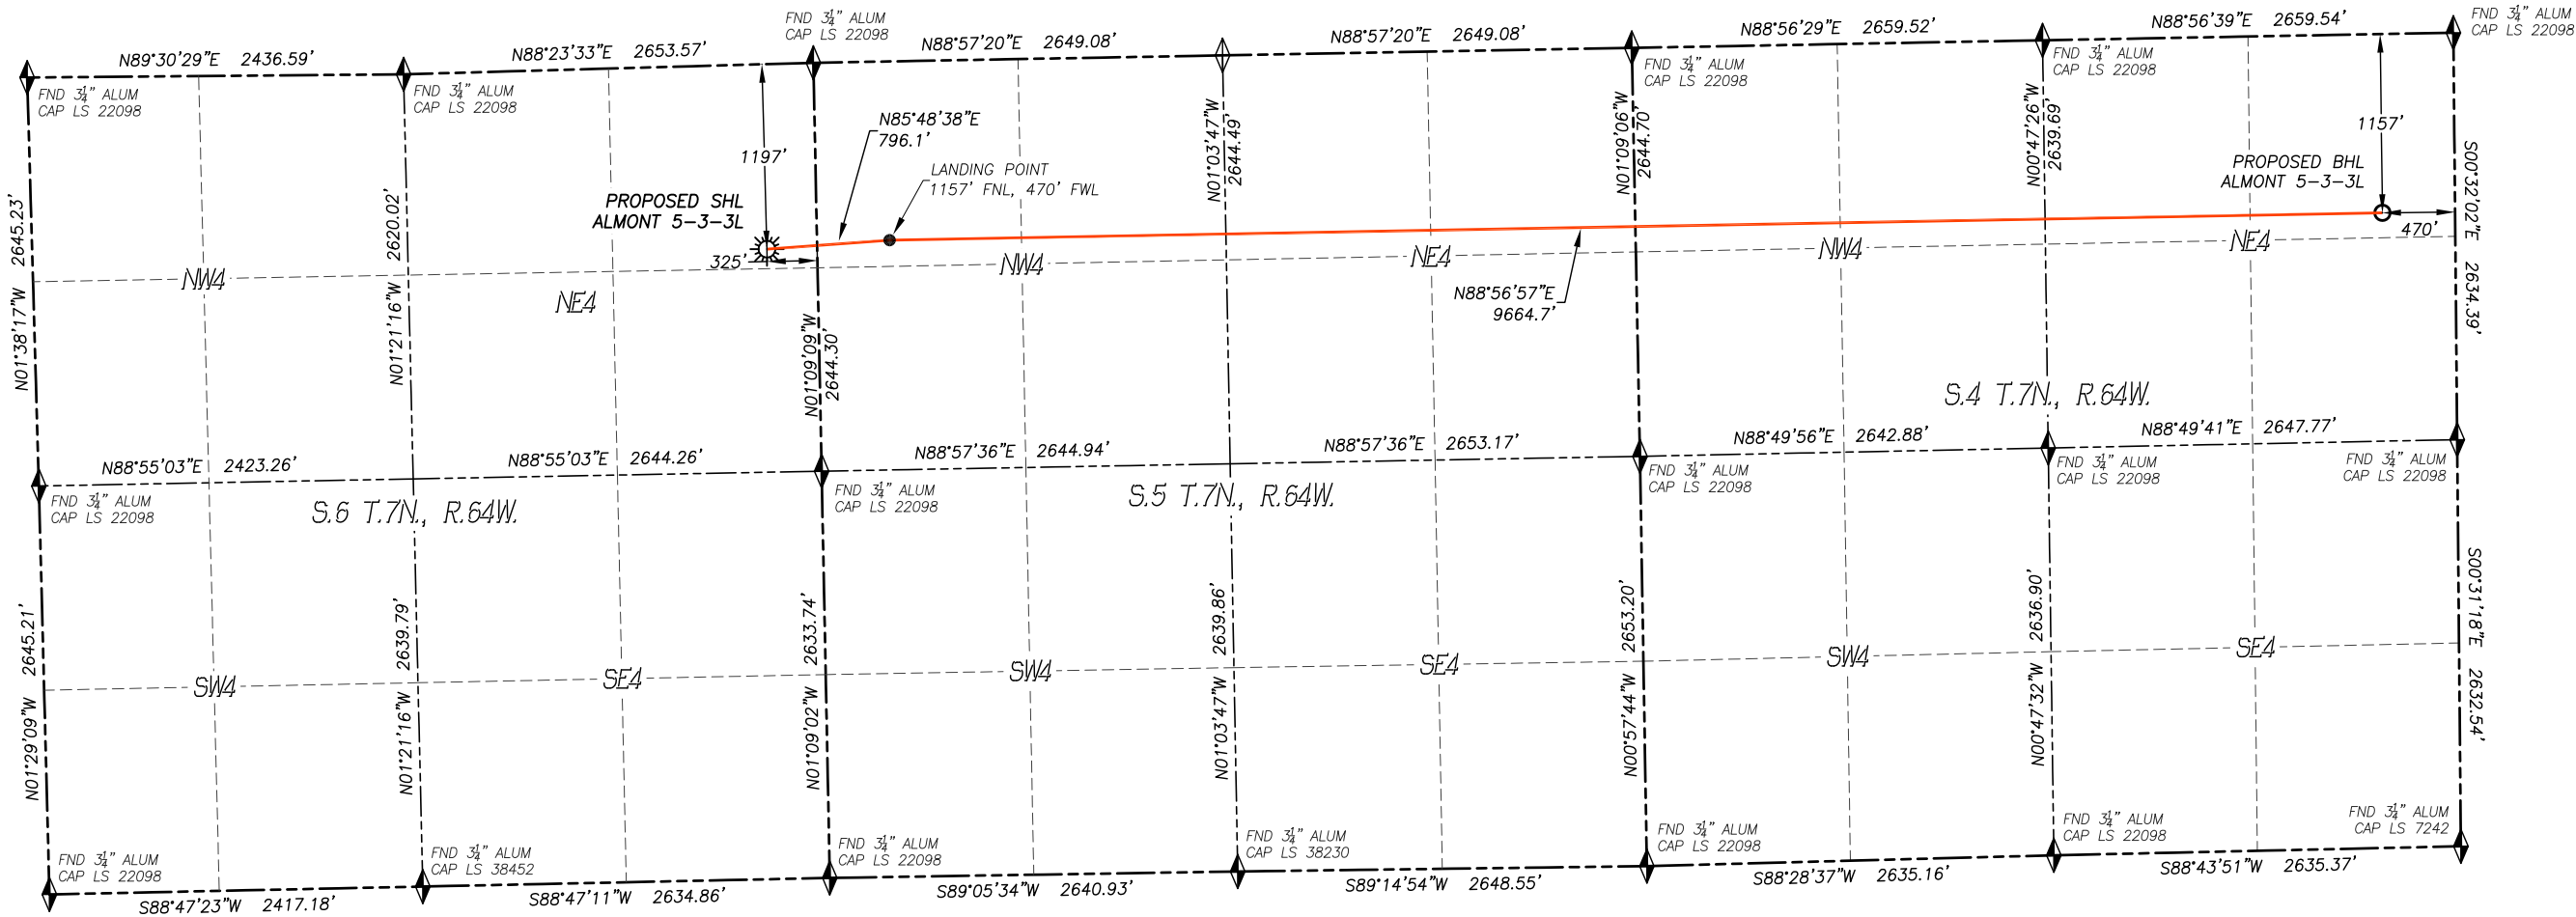 FND 3¼" ALUM
CAP LS 22098
N89°30'29"E 2436.59'
N88°23'33"E 2653.57'
N88°57'20"E 2649.08'
N88°57'20"E 2649.08'
N88°56'29"E 2659.52'
N88°56'39"E 2659.54'
FND 3¼" ALUM
CAP LS 22098
FND 3¼" ALUM
CAP LS 22098
FND 3¼" ALUM
CAP LS 22098
FND 3¼" ALUM
CAP LS 22098
FND 3¼" ALUM
CAP LS 22098
N85°48'38"E
796.1'
1197'
LANDING POINT
1157' FNL, 470' FWL
PROPOSED SHL
ALMONT 5-3-3L
325'
1157'
PROPOSED BHL
ALMONT 5-3-3L
470'
N01°38'17"W 2645.23'
N01°21'16"W 2620.02'
N01°09'09"W
2644.30'
N01°03'47"W
2644.49'
N01°09'06"W
2644.70'
N00°47'26"W
2639.69'
S00°32'02"E 2634.39'
NW4
NE4
NW4
NE4
NW4
NE4
N88°56'57"E
9664.7'
S.4 T.7N., R.64W.
N88°55'03"E 2423.26'
N88°55'03"E 2644.26'
N88°57'36"E 2644.94'
N88°57'36"E 2653.17'
N88°49'56"E 2642.88'
N88°49'41"E 2647.77'
FND 3¼" ALUM
CAP LS 22098
FND 3¼" ALUM
CAP LS 22098
FND 3¼" ALUM
CAP LS 22098
FND 3¼" ALUM
CAP LS 22098
FND 3¼" ALUM
CAP LS 22098
S.6 T.7N., R.64W.
S.5 T.7N., R.64W.
N01°29'09"W 2645.21'
N01°21'16"W 2639.79'
N01°09'02"W 2633.74'
N01°03'47"W 2639.86'
N00°57'44"W 2653.20'
N00°47'32"W 2636.90'
S00°31'18"E 2632.54'
SW4
SE4
SW4
SE4
SW4
SE4
FND 3¼" ALUM
CAP LS 22098
FND 3¼" ALUM
CAP LS 38452
FND 3¼" ALUM
CAP LS 22098
FND 3¼" ALUM
CAP LS 38230
FND 3¼" ALUM
CAP LS 22098
FND 3¼" ALUM
CAP LS 22098
FND 3¼" ALUM
CAP LS 7242
S88°47'23"W 2417.18'
S88°47'11"W 2634.86'
S89°05'34"W 2640.93'
S89°14'54"W 2648.55'
S88°28'37"W 2635.16'
S88°43'51"W 2635.37'